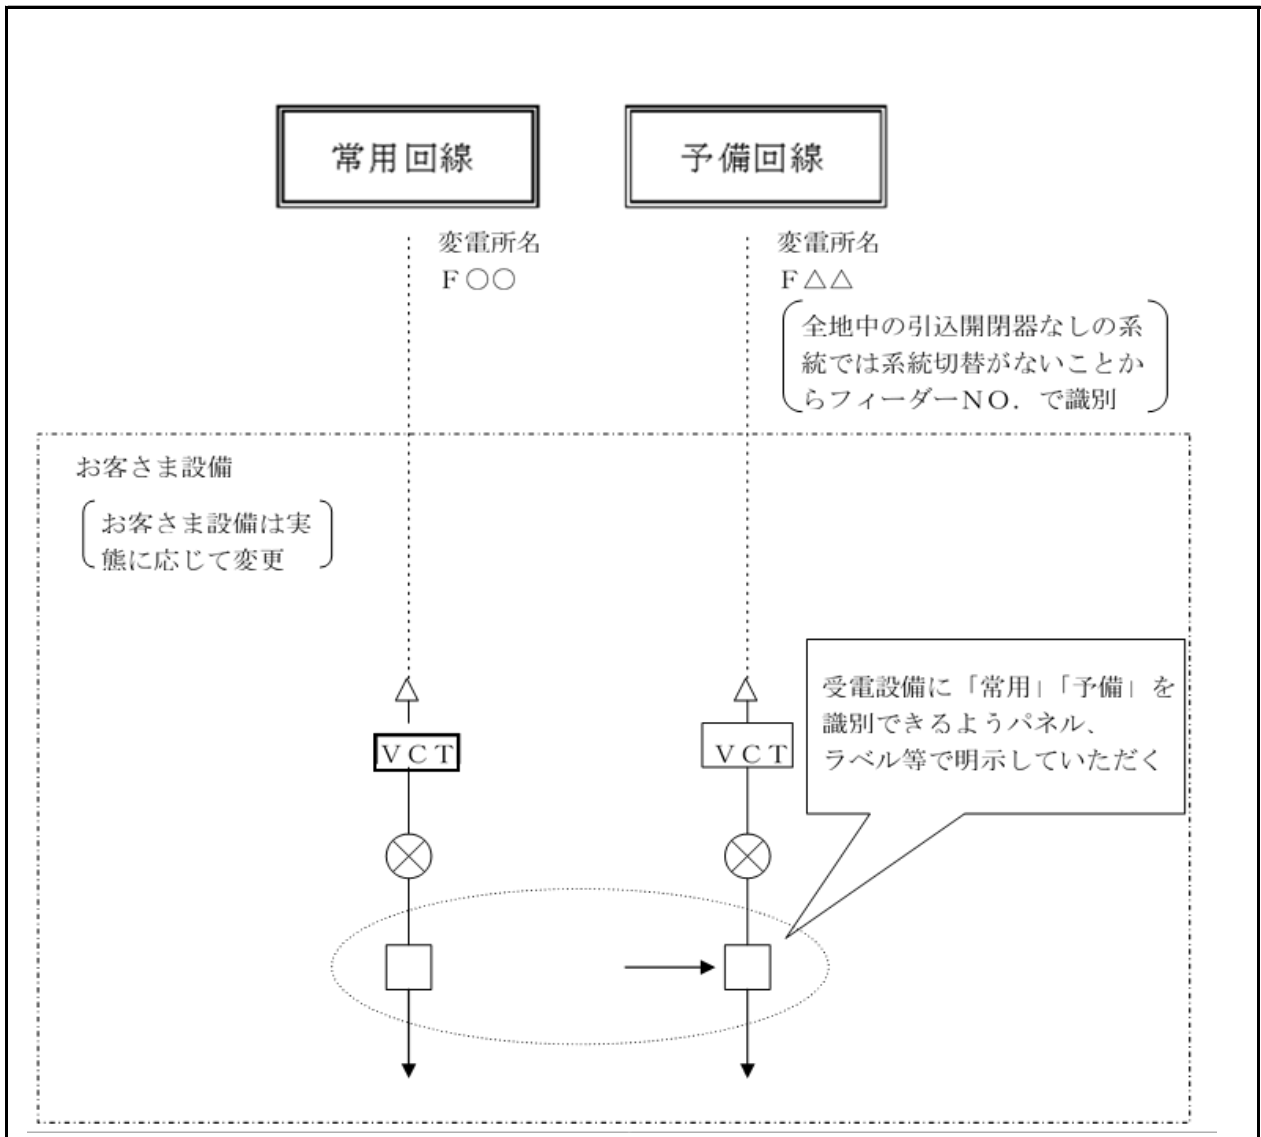 常用回線
予備回線
変電所名
F○○
変電所名
F△△
全地中の引込開閉器なしの系
統では系統切替がないことか
らフィーダーNO．で識別
お客さま設備
お客さま設備は実
態に応じて変更
受電設備に「常用」「予備」を
識別できるようパネル、
ラベル等で明示していただく
VCT
VCT